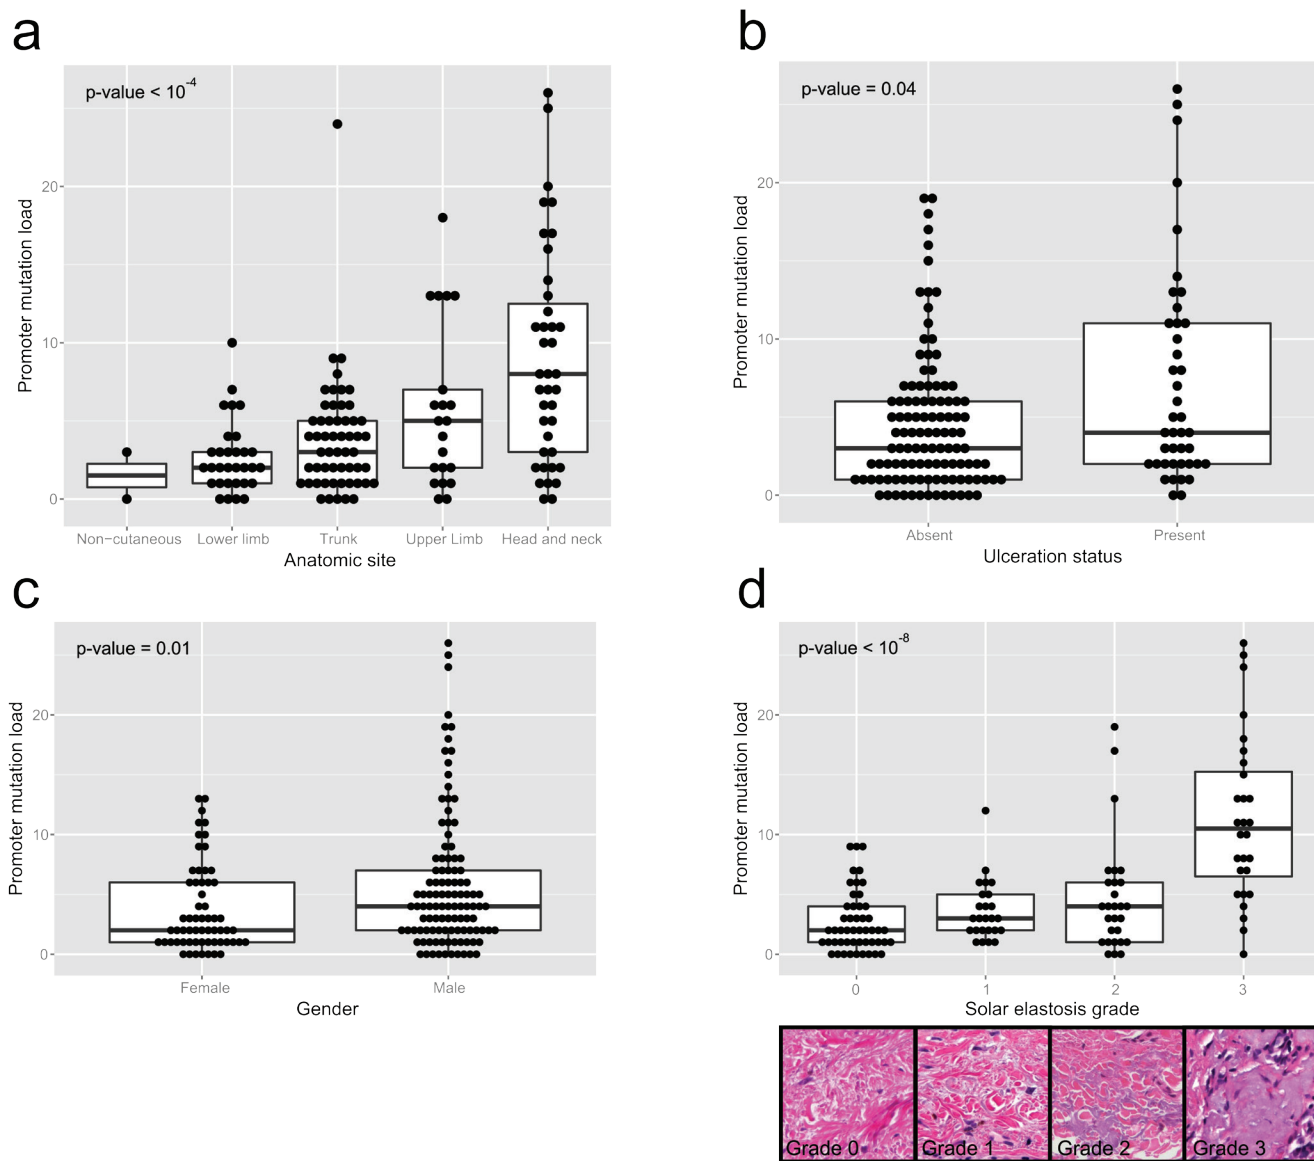 a
p-value < 10-4
20
10
0
Promoter mutation load
Non-cutaneous Lower limb Trunk Upper Limb Head and neck
Anatomic site
b
p-value = 0.04
20
10
0
Promoter mutation load
Absent Present
Ulceration status
c
p-value = 0.01
20
10
0
Promoter mutation load
Female Male
Gender
d
p-value < 10-8
20
10
0
Promoter mutation load
0 1 2 3
Solar elastosis grade
Grade 0 Grade 1 Grade 2 Grade 3